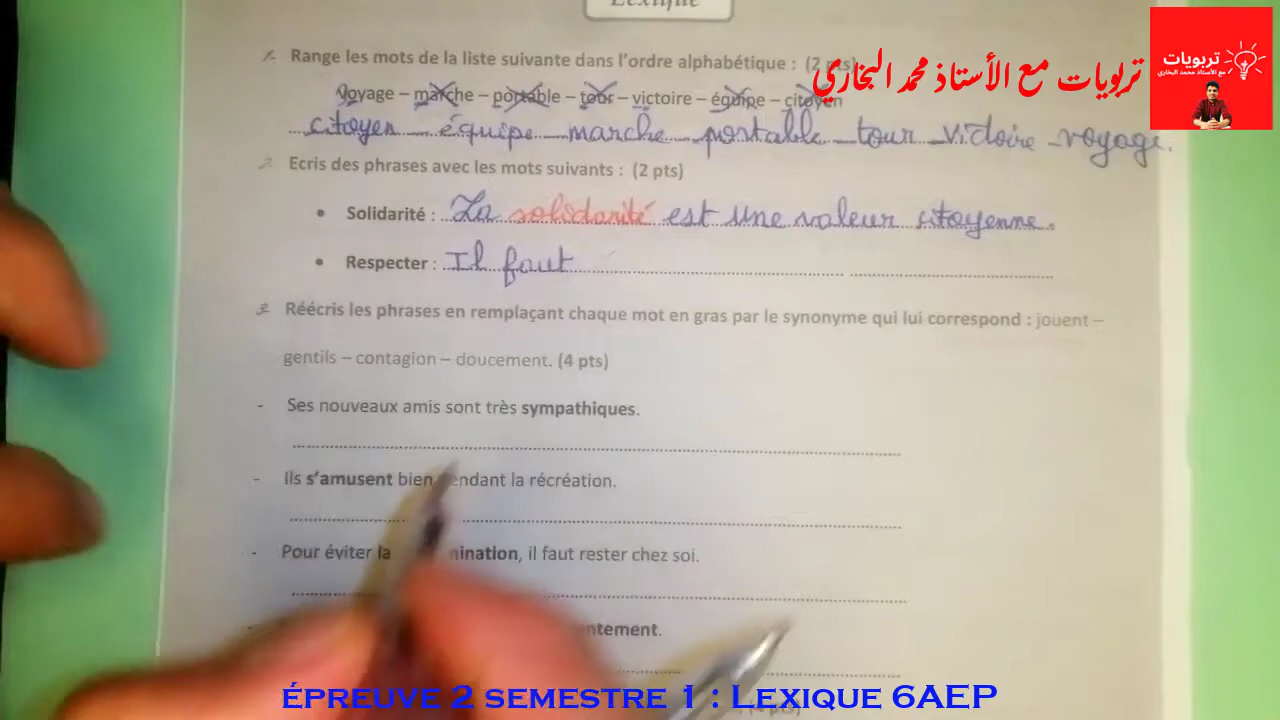 Lexique
Range les mots de la liste suivante dans l'ordre alphabétique : (2 pts)
تربويات مع الأستاذ محمد البخاري
تربويات
مع الأستاذ محمد البخاري
Voyage – marche – portable – tour – victoire – équipe – citoyen
citoyen – équipe – marche – portable – tour – victoire – voyage.
Ecris des phrases avec les mots suivants : (2 pts)
• Solidarité : La solidarité est une valeur citoyenne.
• Respecter : Il faut
Réécris les phrases en remplaçant chaque mot en gras par le synonyme qui lui correspond : jouent –
gentils – contagion – doucement. (4 pts)
- Ses nouveaux amis sont très sympathiques.
- Ils s'amusent bien pendant la récréation.
- Pour éviter la mination, il faut rester chez soi.
ntement.
épreuve 2 semestre 1 : Lexique 6AEP